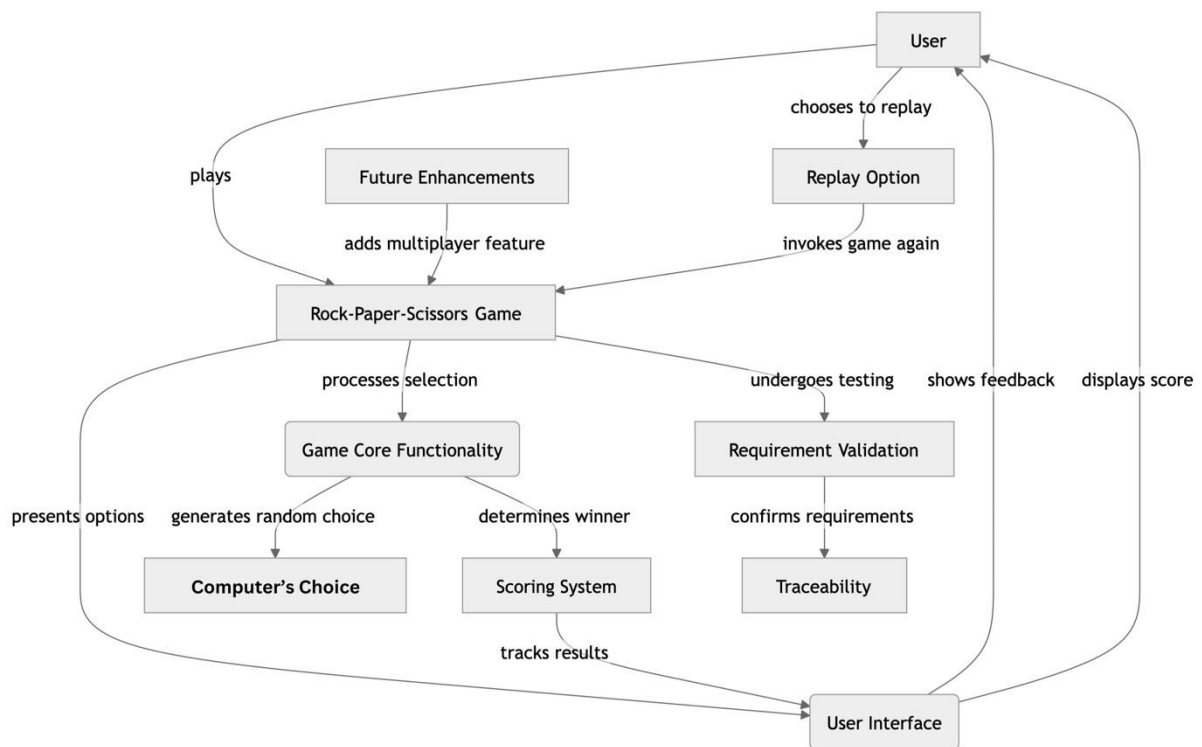 User
chooses to replay
plays
Future Enhancements
Replay Option
adds multiplayer feature
invokes game again
Rock-Paper-Scissors Game
processes selection
undergoes testing
shows feedback
displays score
Game Core Functionality
Requirement Validation
presents options
generates random choice
determines winner
confirms requirements
Computer’s Choice
Scoring System
Traceability
tracks results
User Interface